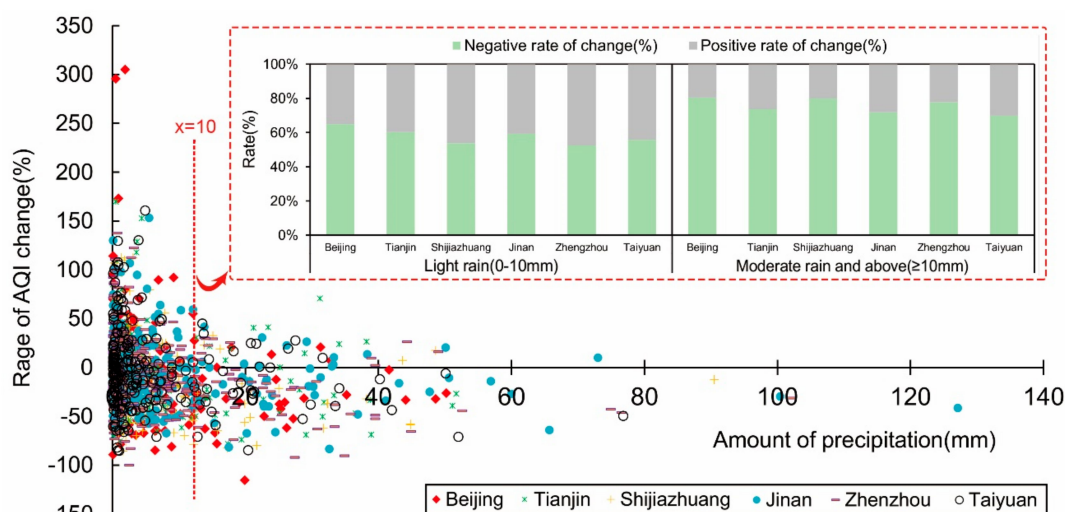 350
300
250
200
150
100
50
0
-50
-100
-150
Rage of AQI change(%)
x=10
Negative rate of change(%) Positive rate of change(%)
100%
80%
60%
40%
20%
0%
Rate(%)
Beijing Tianjin Shijiazhuang Jinan Zhengzhou Taiyuan Beijing Tianjin Shijiazhuang Jinan Zhengzhou Taiyuan
Light rain(0-10mm) Moderate rain and above(≥10mm)
20 40 60 80 100 120 140
Amount of precipitation(mm)
Beijing Tianjin Shijiazhuang Jinan Zhenzhou Taiyuan